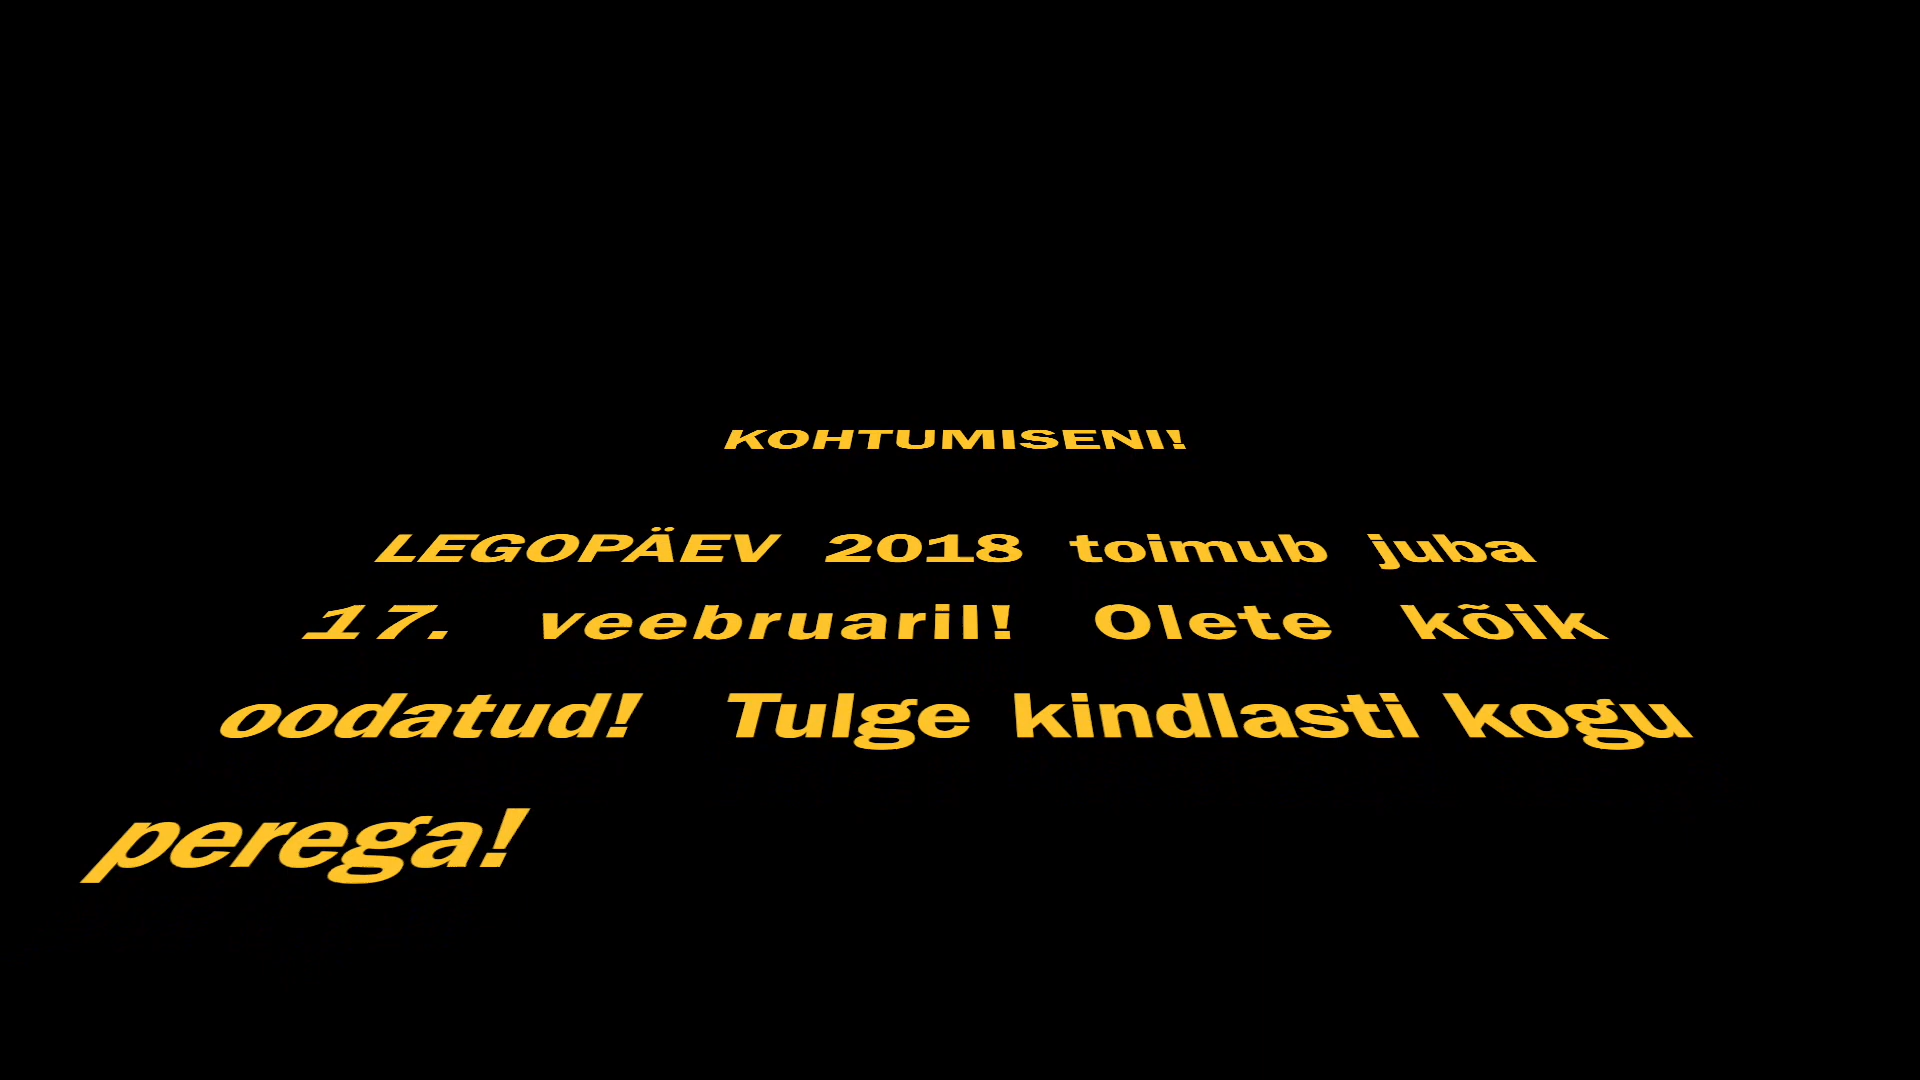 KOHTUMISENI!
LEGOPÄEV 2018 toimub juba
17. veebruaril! Olete kõik
oodatud! Tulge kindlasti kogu
perega!